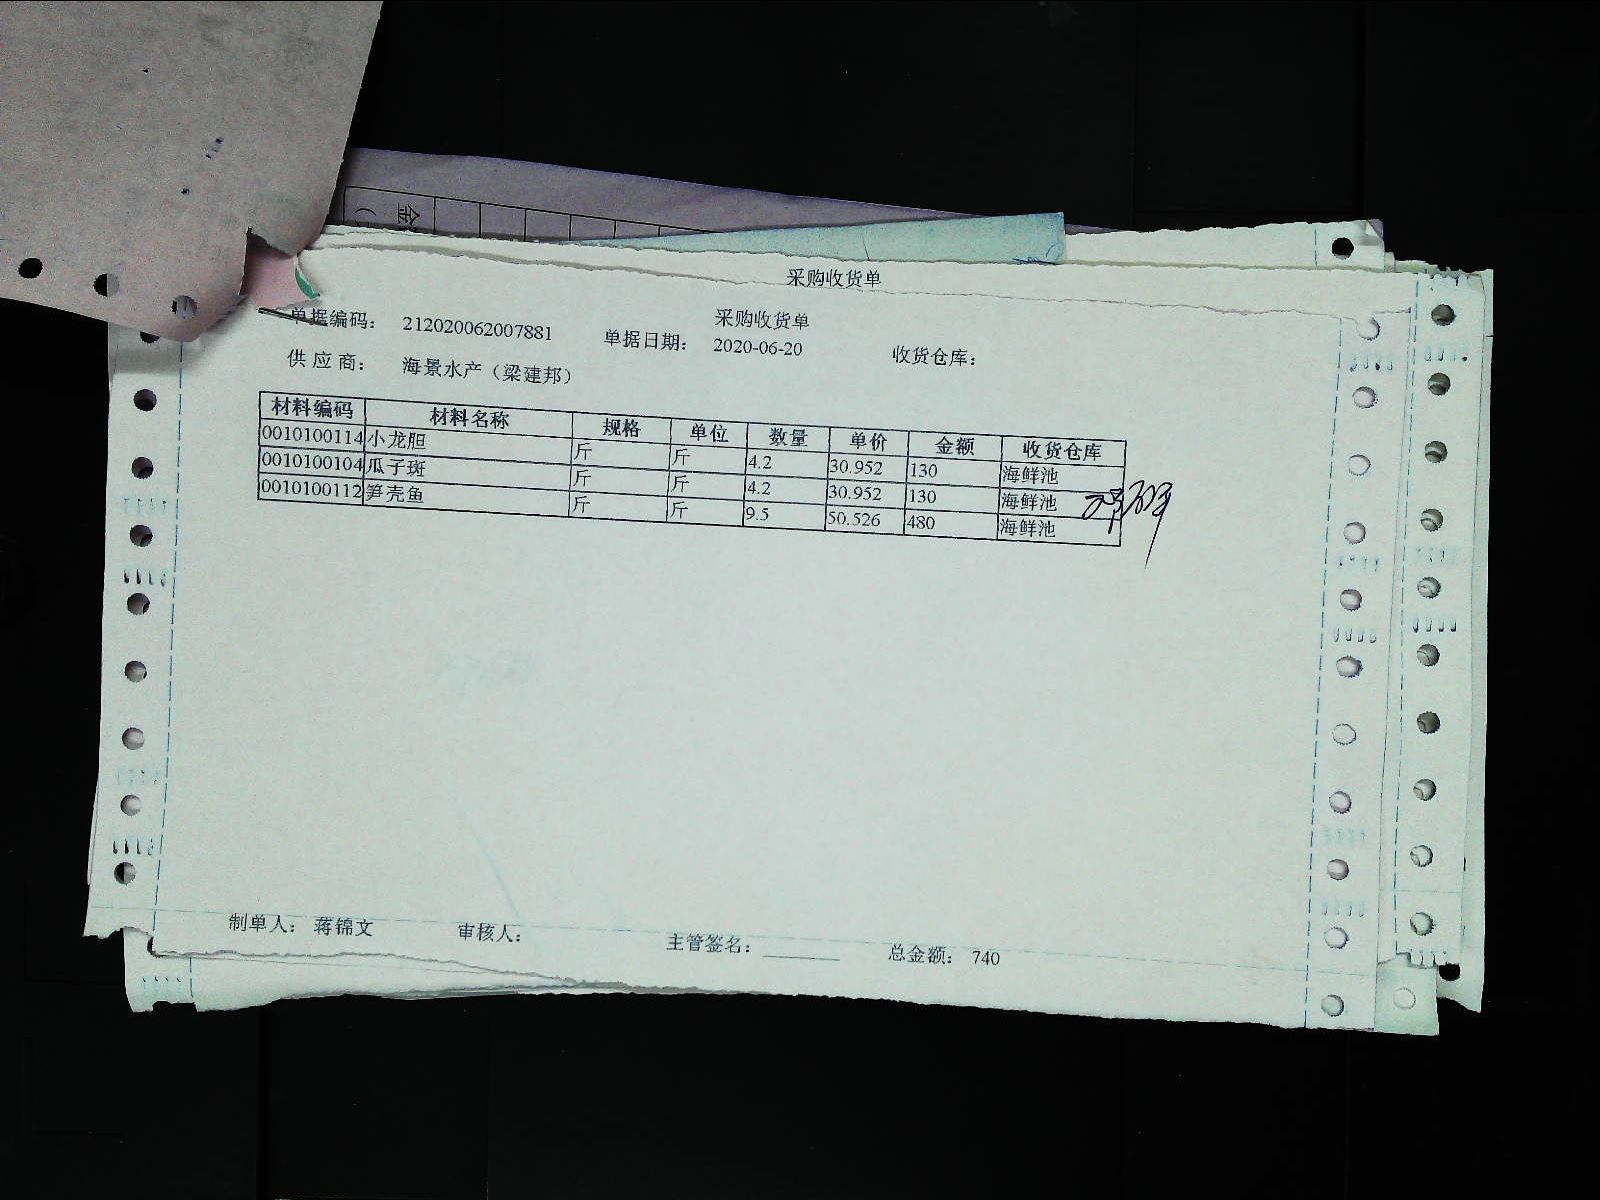 金
采购收货单
采购收货单
单据编码： 212020062007881 单据日期： 2020-06-20 收货仓库：
供 应 商： 海景水产（梁建邦）
材料编码 材料名称 规格 单位 数量 单价 金额 收货仓库
0010100114 小龙胆 斤 斤 4.2 30.952 130 海鲜池
0010100104 瓜子斑 斤 斤 4.2 30.952 130 海鲜池
0010100112 笋壳鱼 斤 斤 9.5 50.526 480 海鲜池
制单人： 蒋锦文 审核人： 主管签名： 总金额： 740